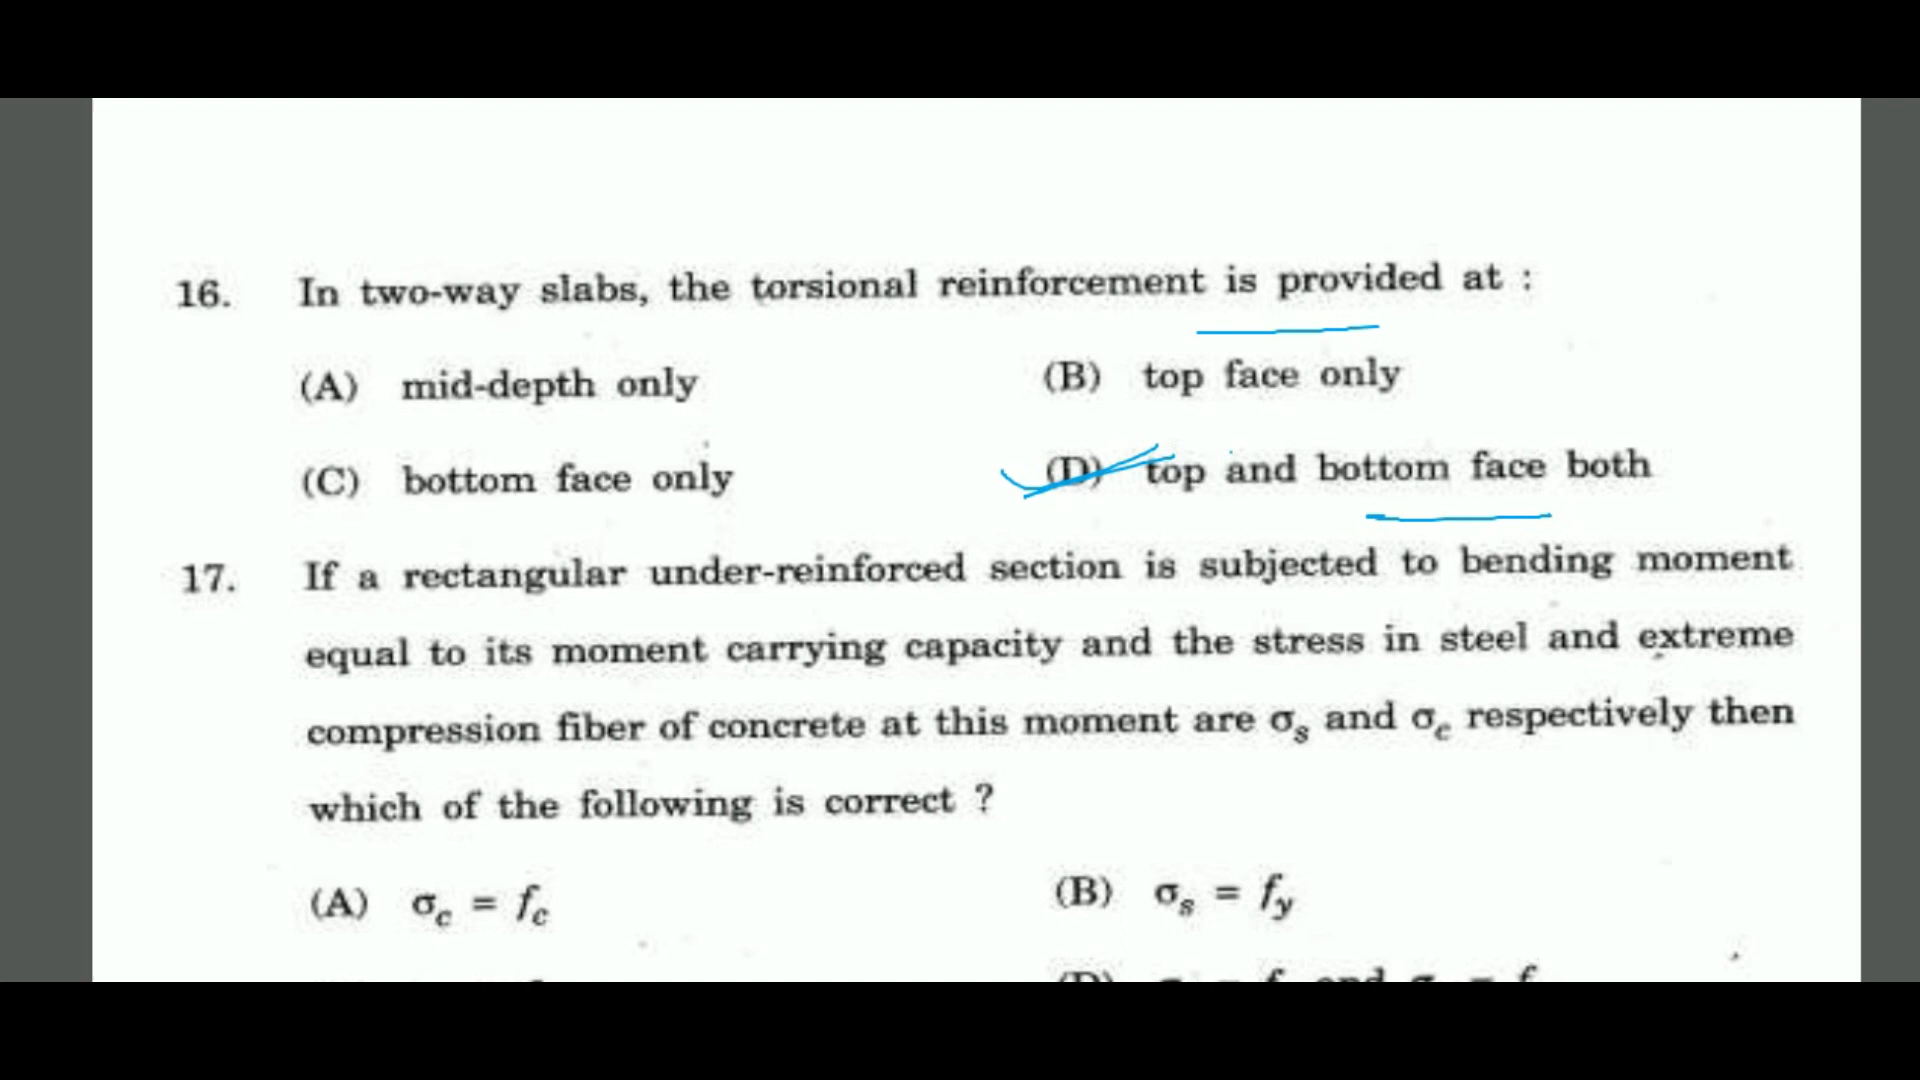 16. In two-way slabs, the torsional reinforcement is provided at :
(A) mid-depth only (B) top face only
(C) bottom face only (D) top and bottom face both
17. If a rectangular under-reinforced section is subjected to bending moment
equal to its moment carrying capacity and the stress in steel and extreme
compression fiber of concrete at this moment are σs and σc respectively then
which of the following is correct ?
(A) σc = fc (B) σs = fy